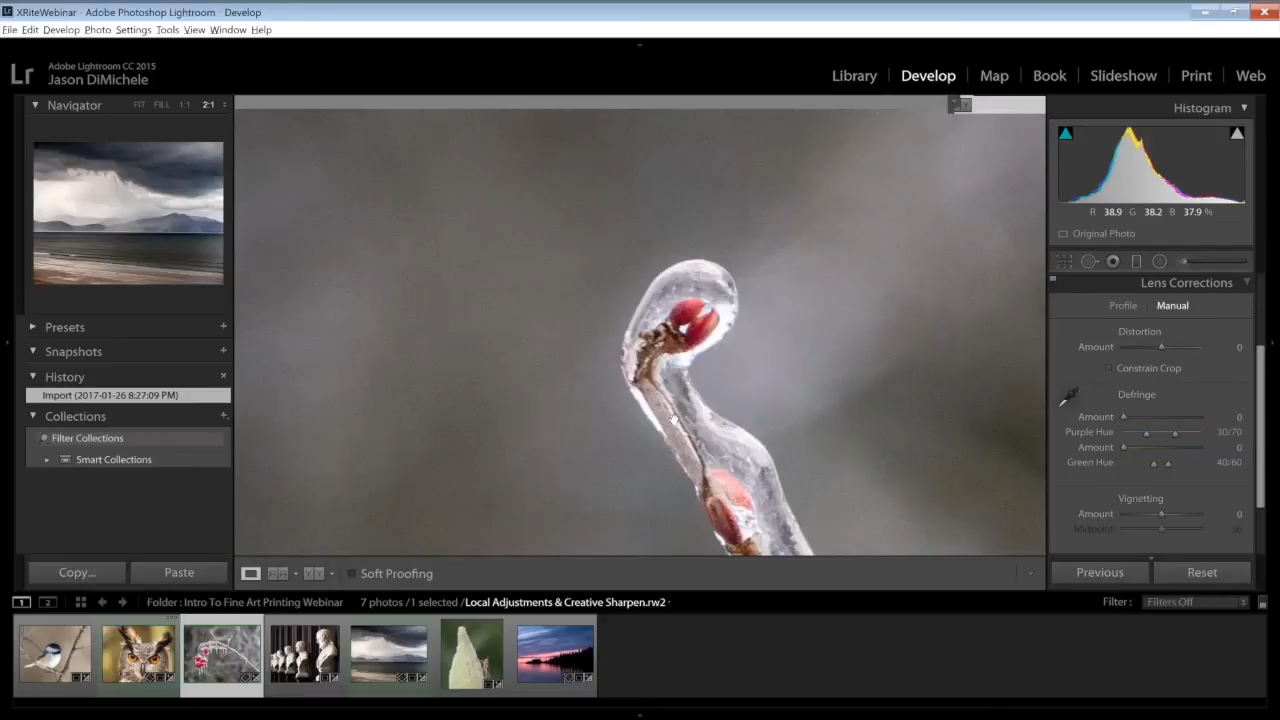 XRiteWebinar - Adobe Photoshop Lightroom - Develop
File Edit Develop Photo Settings Tools View Window Help
Lr
Adobe Lightroom CC 2015
Jason DiMichele
Library | Develop | Map | Book | Slideshow | Print | Web
Navigator FIT FILL 1:1 2:1
Histogram
R 38.9 G 38.2 B 37.9 %
Original Photo
Lens Corrections
Profile Manual
Distortion
Amount 0
Constrain Crop
Defringe
Amount 0
Purple Hue 30/70
Amount 0
Green Hue 40/60
Vignetting
Amount 0
Midpoint 50
Presets
Snapshots
History
Import (2017-01-26 8:27:09 PM)
Collections
Filter Collections
Smart Collections
Copy... Paste
Soft Proofing
Previous Reset
1 2 Folder : Intro To Fine Art Printing Webinar 7 photos /1 selected /Local Adjustments & Creative Sharpen.rw2
Filter : Filters Off